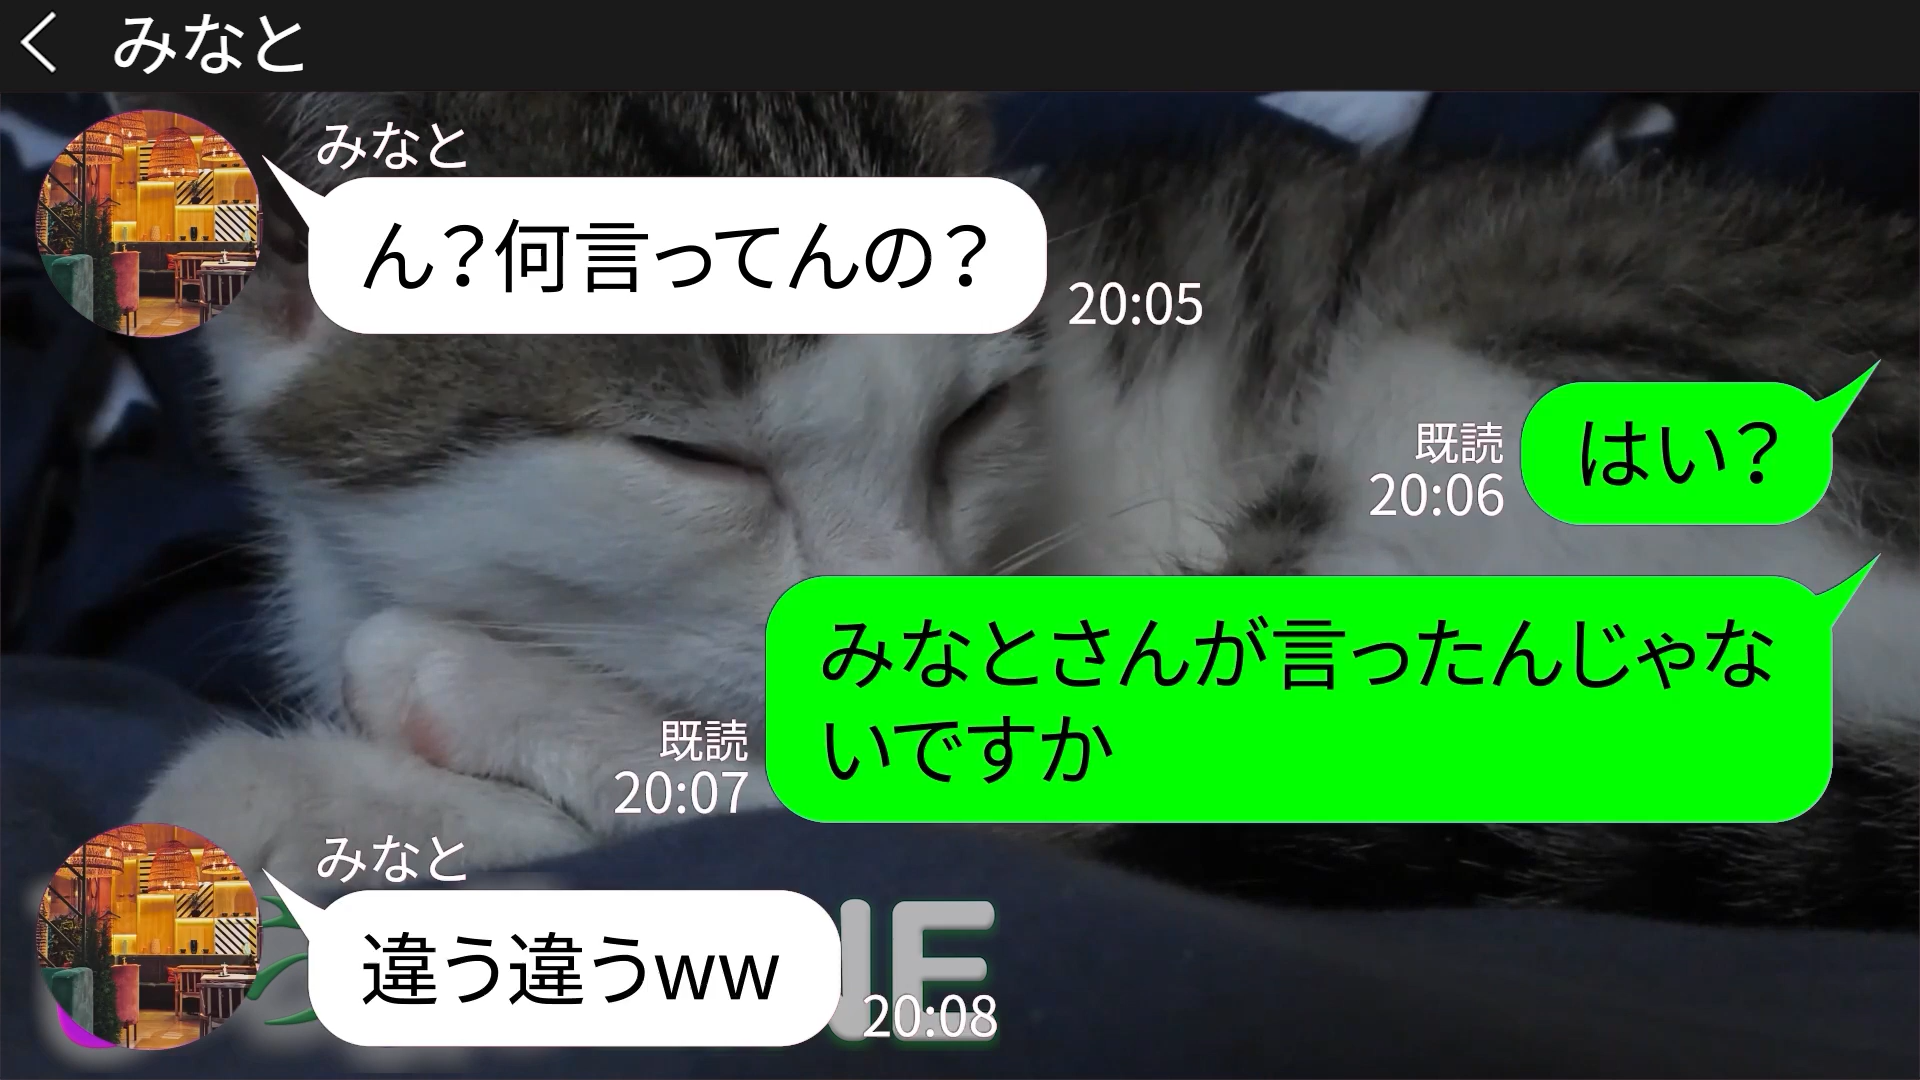 みなと
みなと
ん？何言ってんの？
20:05
はい？
既読
20:06
みなとさんが言ったんじゃな
いですか
既読
20:07
みなと
違う違うww
20:08